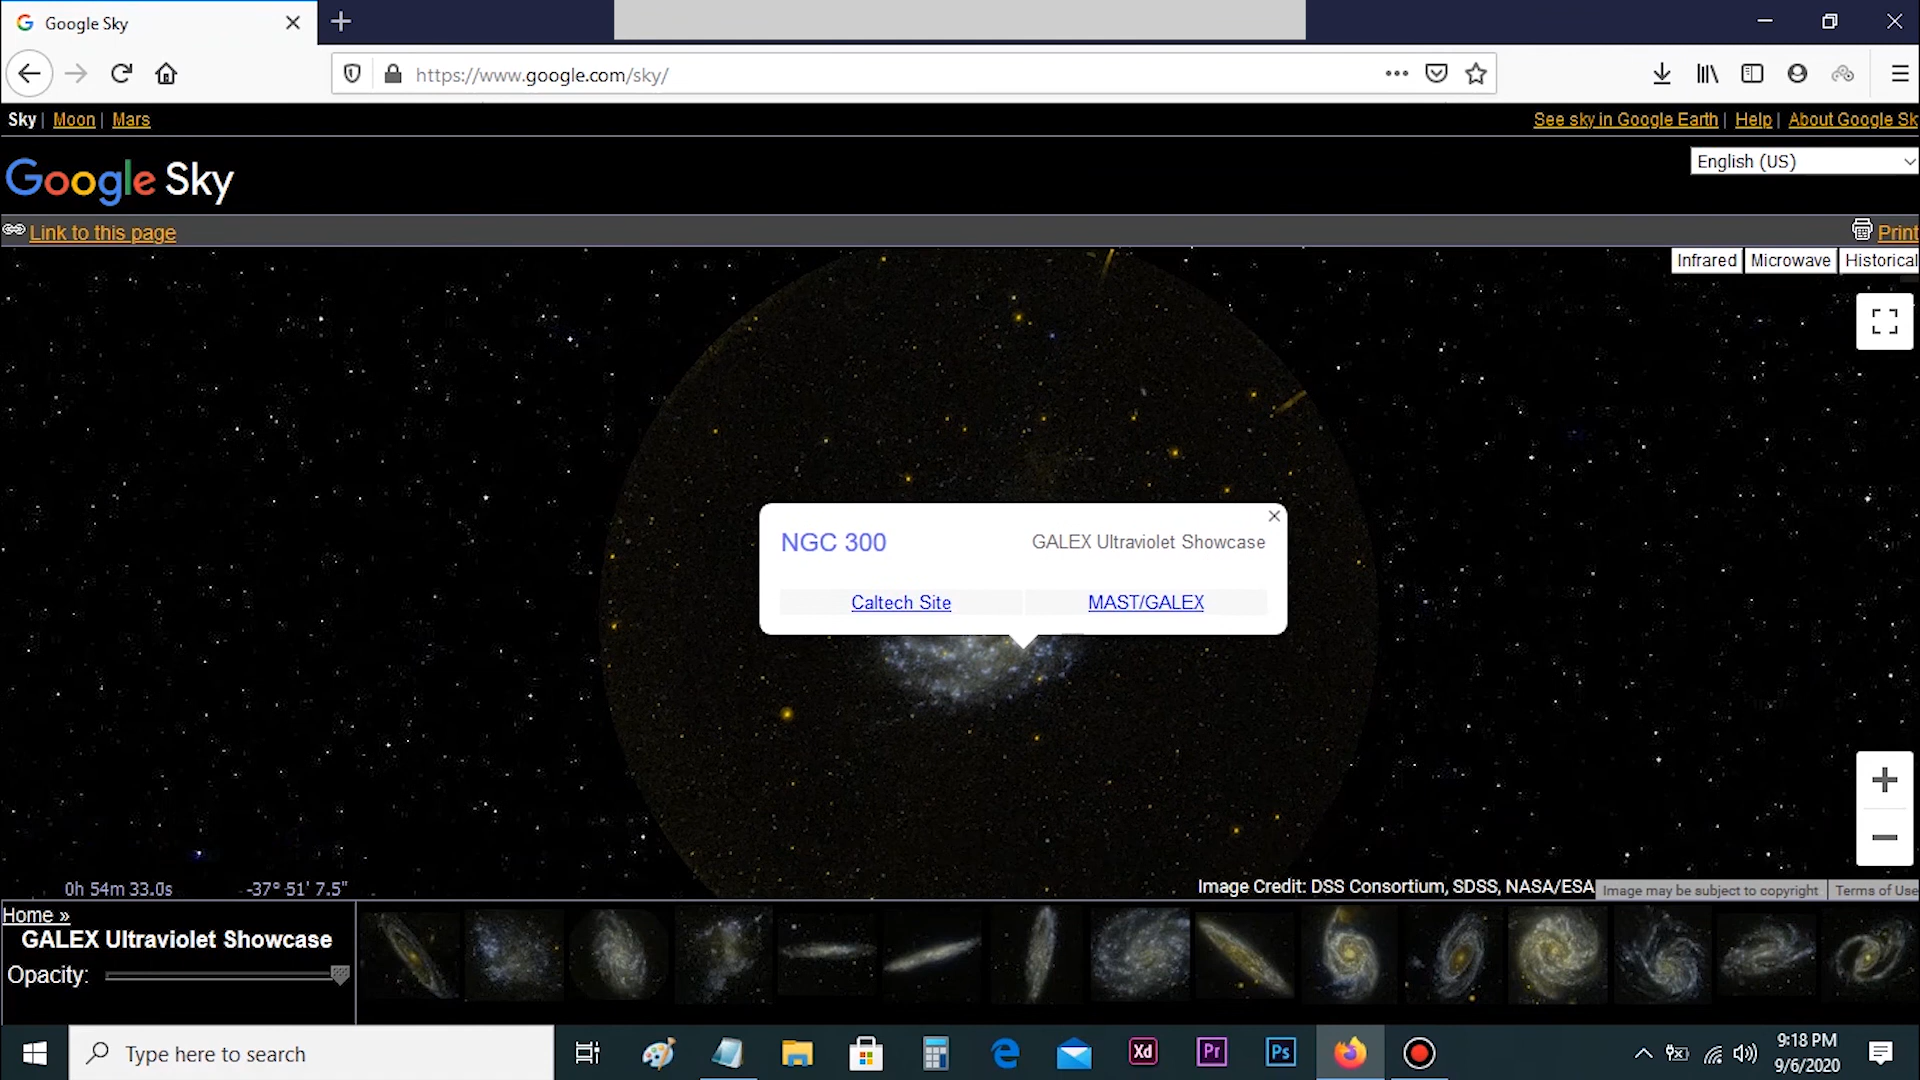 Google Sky
https://www.google.com/sky/
Sky | Moon | Mars
See sky in Google Earth | Help | About Google Sk
Google Sky
English (US)
Link to this page
Print
Infrared
Microwave
Historical
NGC 300
GALEX Ultraviolet Showcase
Caltech Site
MAST/GALEX
0h 54m 33.0s
-37° 51' 7.5"
Image Credit: DSS Consortium, SDSS, NASA/ESA
Image may be subject to copyright
Terms of Use
Home »
GALEX Ultraviolet Showcase
Opacity:
Type here to search
Xd
Pr
Ps
9:18 PM
9/6/2020